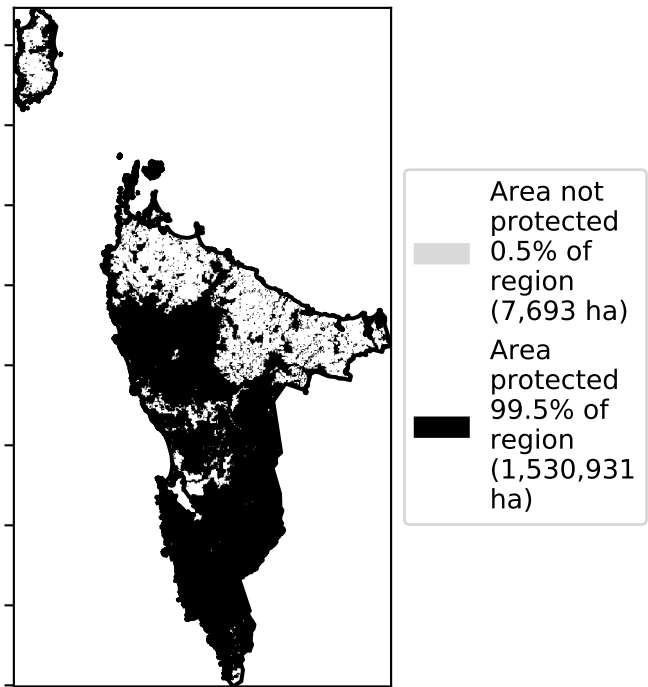 Area not
protected
0.5% of
region
(7,693 ha)
Area
protected
99.5% of
region
(1,530,931
ha)